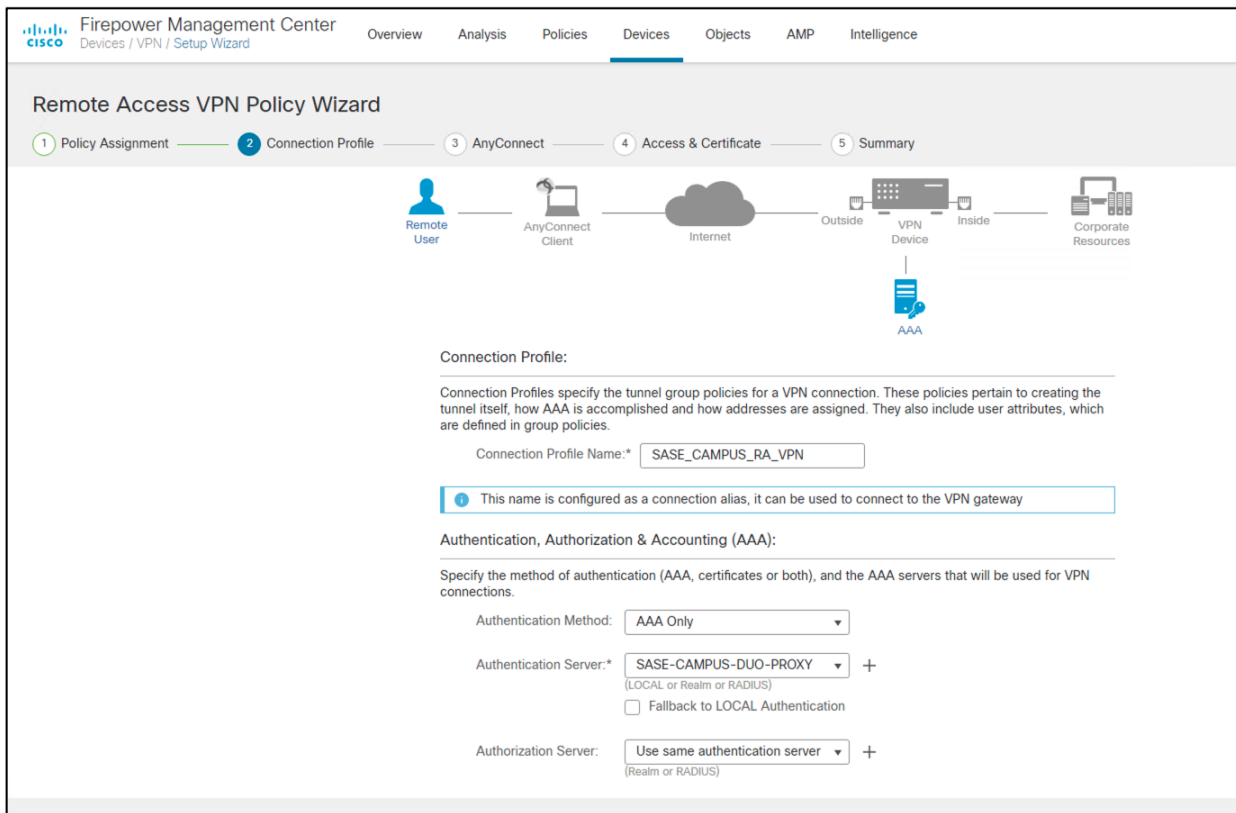 CISCO
Firepower Management Center
Devices / VPN / Setup Wizard
Overview
Analysis
Policies
Devices
Objects
AMP
Intelligence
Remote Access VPN Policy Wizard
1 Policy Assignment
2 Connection Profile
3 AnyConnect
4 Access & Certificate
5 Summary
Remote
User
AnyConnect
Client
Internet
Outside
VPN
Device
Inside
Corporate
Resources
AAA
Connection Profile:
Connection Profiles specify the tunnel group policies for a VPN connection. These policies pertain to creating the
tunnel itself, how AAA is accomplished and how addresses are assigned. They also include user attributes, which
are defined in group policies.
Connection Profile Name:* SASE_CAMPUS_RA_VPN
This name is configured as a connection alias, it can be used to connect to the VPN gateway
Authentication, Authorization & Accounting (AAA):
Specify the method of authentication (AAA, certificates or both), and the AAA servers that will be used for VPN
connections.
Authentication Method: AAA Only
Authentication Server:* SASE-CAMPUS-DUO-PROXY
(LOCAL or Realm or RADIUS)
Fallback to LOCAL Authentication
Authorization Server: Use same authentication server
(Realm or RADIUS)